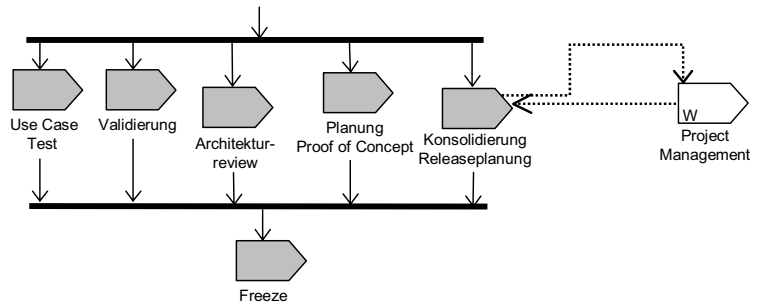 Use Case
Test
Validierung
Architektur-
review
Planung
Proof of Concept
Konsolidierung
Releaseplanung
W
Project
Management
Freeze